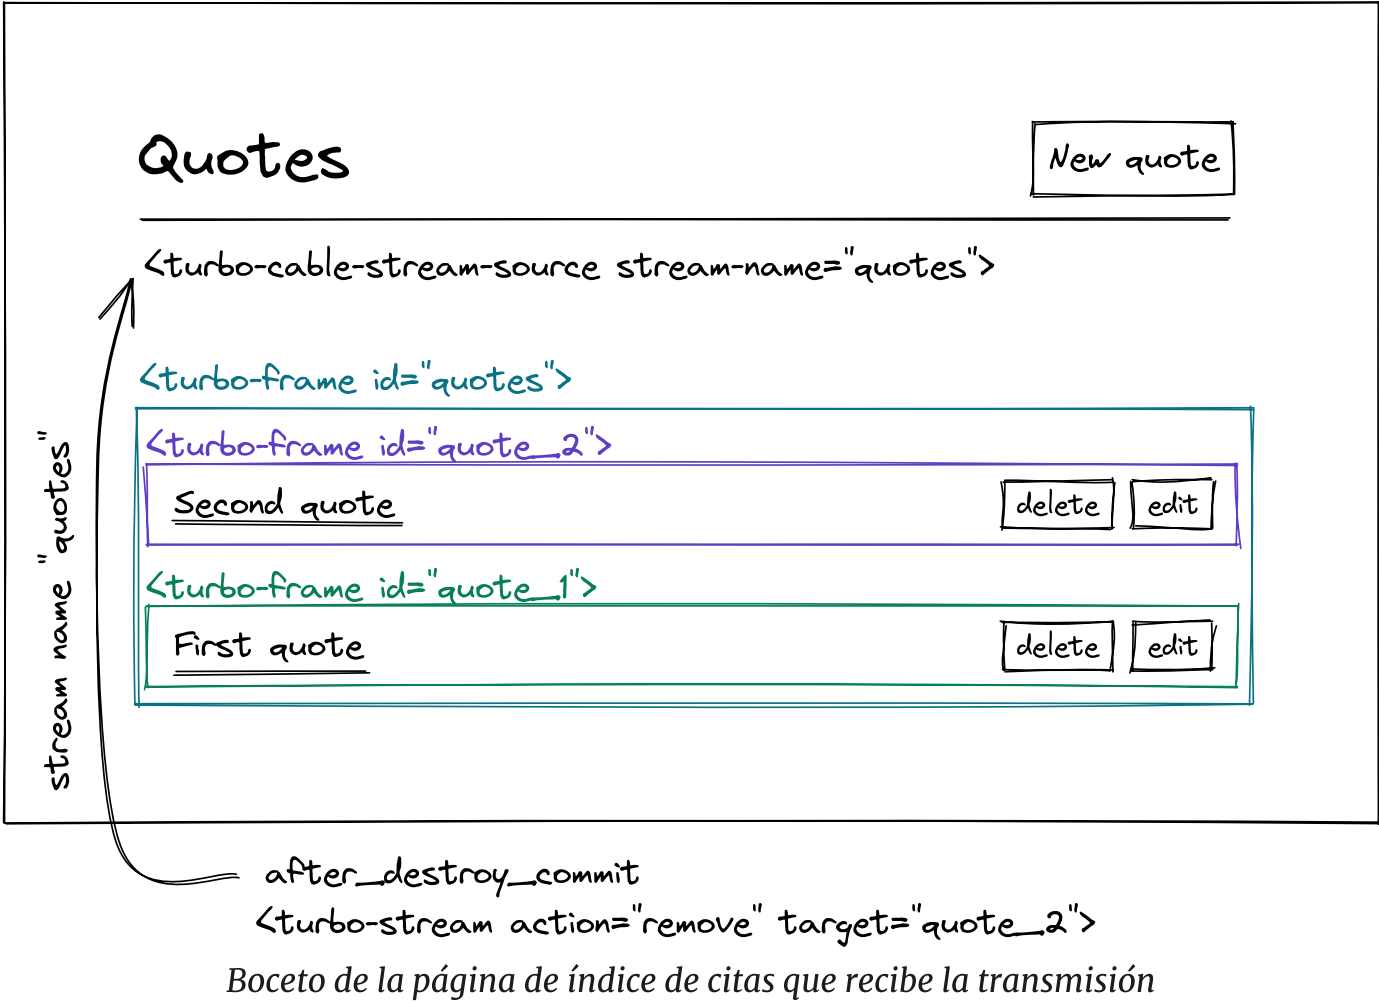 Quotes
New quote
<turbo-cable-stream-source stream-name="quotes">
<turbo-frame id="quotes">
<turbo-frame id="quote_2">
Second quote
delete
edit
<turbo-frame id="quote_1">
First quote
delete
edit
stream name "quotes"
after_destroy_commit
<turbo-stream action="remove" target="quote_2">
Boceto de la página de índice de citas que recibe la transmisión